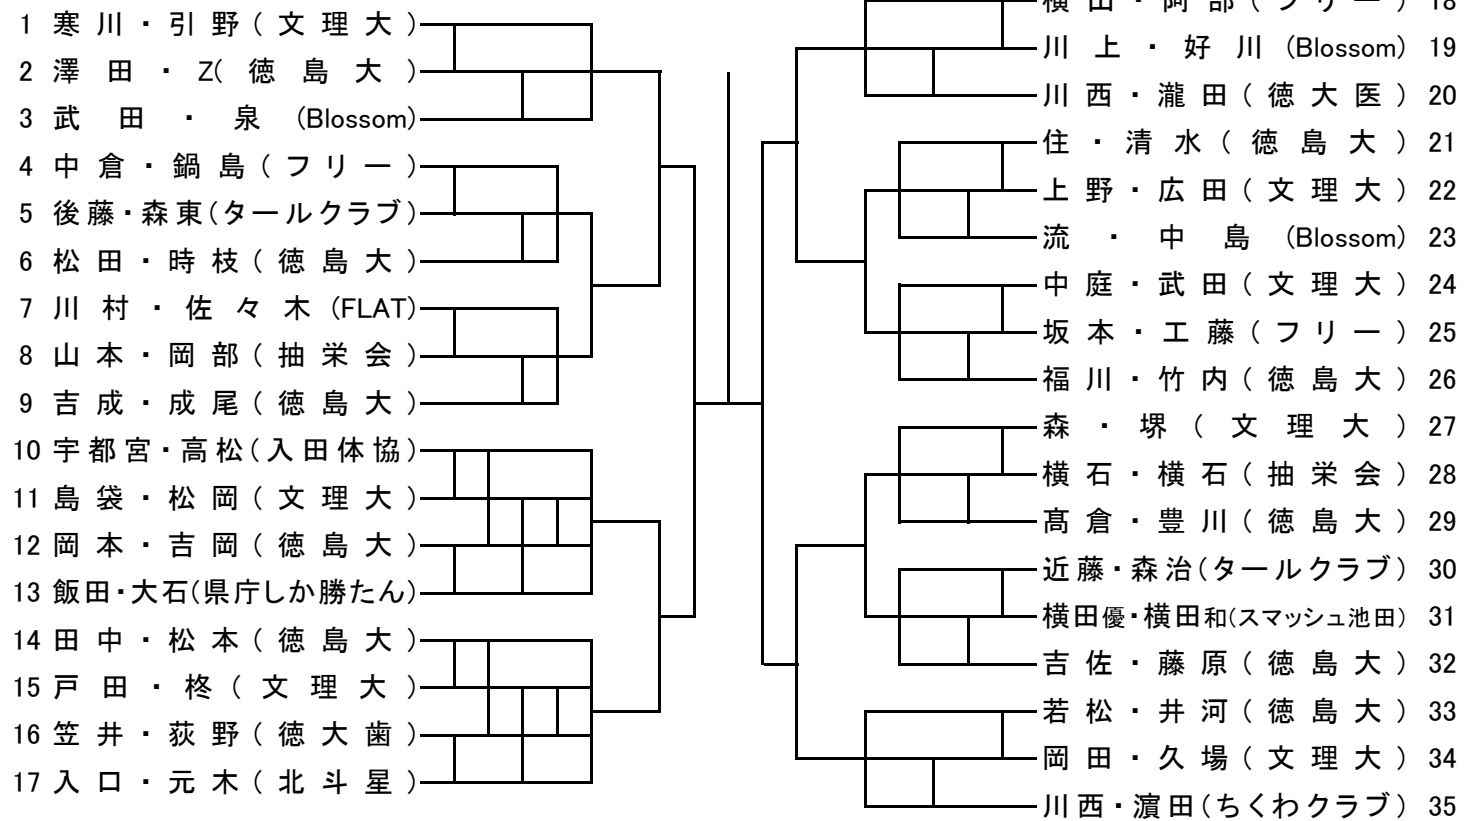 1 寒川・引野(文理大)
2 澤田・Z(徳島大)
3 武田・泉(Blossom)
4 中倉・鍋島(フリー)
5 後藤・森東(タールクラブ)
6 松田・時枝(徳島大)
7 川村・佐々木(FLAT)
8 山本・岡部(抽栄会)
9 吉成・成尾(徳島大)
10 宇都宮・高松(入田体協)
11 島袋・松岡(文理大)
12 岡本・吉岡(徳島大)
13 飯田・大石(県庁しか勝たん)
14 田中・松本(徳島大)
15 戸田・柊(文理大)
16 笠井・荻野(徳大歯)
17 入口・元木(北斗星)
横田・阿部(フリー) 18
川上・好川(Blossom) 19
川西・瀧田(徳大医) 20
住・清水(徳島大) 21
上野・広田(文理大) 22
流・中島(Blossom) 23
中庭・武田(文理大) 24
坂本・工藤(フリー) 25
福川・竹内(徳島大) 26
森・堺(文理大) 27
横石・横石(抽栄会) 28
髙倉・豊川(徳島大) 29
近藤・森治(タールクラブ) 30
横田優・横田和(スマッシュ池田) 31
吉佐・藤原(徳島大) 32
若松・井河(徳島大) 33
岡田・久場(文理大) 34
川西・濵田(ちくわクラブ) 35